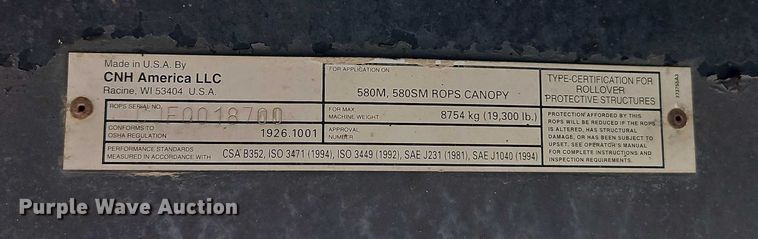 Made in U.S.A. By
CNH America LLC
Racine, WI 53404 U.S.A.
ROPS SERIAL NO.
CONFORMS TO
OSHA REGULATION
1926.1001
PERFORMANCE STANDARDS
MEASURED IN ACCORDANCE WITH
CSA B352, ISO 3471 (1994), ISO 3449 (1992), SAE J231 (1981), SAE J1040 (1994)
FOR APPLICATION ON
580M, 580SM ROPS CANOPY
FOR MAX
MACHINE WEIGHT
8754 kg (19,300 lb.)
APPROVAL
NUMBER
TYPE-CERTIFICATION FOR
ROLLOVER
PROTECTIVE STRUCTURES
PROTECTION AFFORDED BY THIS
ROPS WILL BE REDUCED IF THE ROPS
IS ALTERED, HAS STRUCTURAL
DAMAGE, OR HAS BEEN SUBJECT TO
UPSET. SEE OPERATOR'S MANUAL
FOR COMPLETE INSTRUCTIONS AND
INSPECTION REQUIREMENTS.
Purple Wave Auction